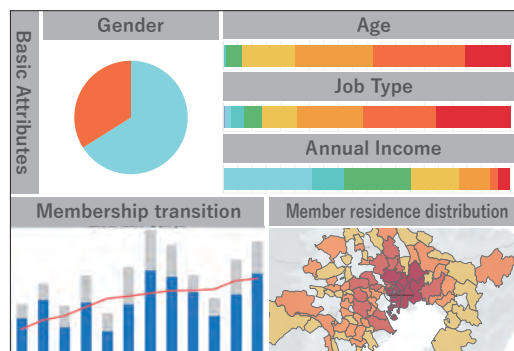 Basic Attributes
Gender
Age
Job Type
Annual Income
Membership transition
Member residence distribution